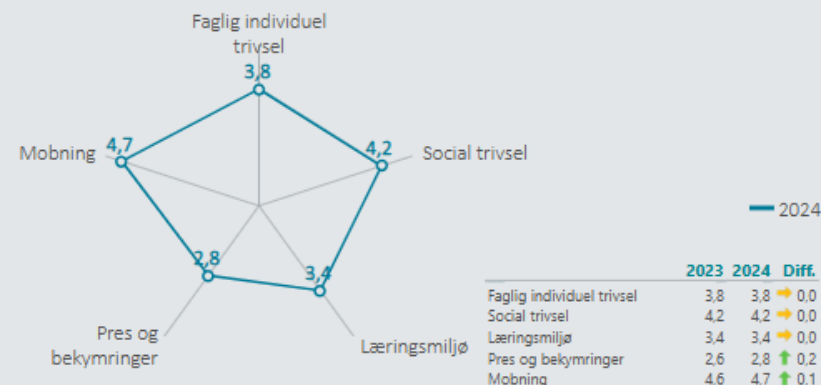 Faglig individuel
trivsel
3,8
Mobning 4,7
4,2 Social trivsel
2,8
3,4
Pres og
bekymringer
Læringsmiljø
2024
2023 2024 Diff.
Faglig individuel trivsel 3,8 3,8 0,0
Social trivsel 4,2 4,2 0,0
Læringsmiljø 3,4 3,4 0,0
Pres og bekymringer 2,6 2,8 0,2
Mobning 4,6 4,7 0,1